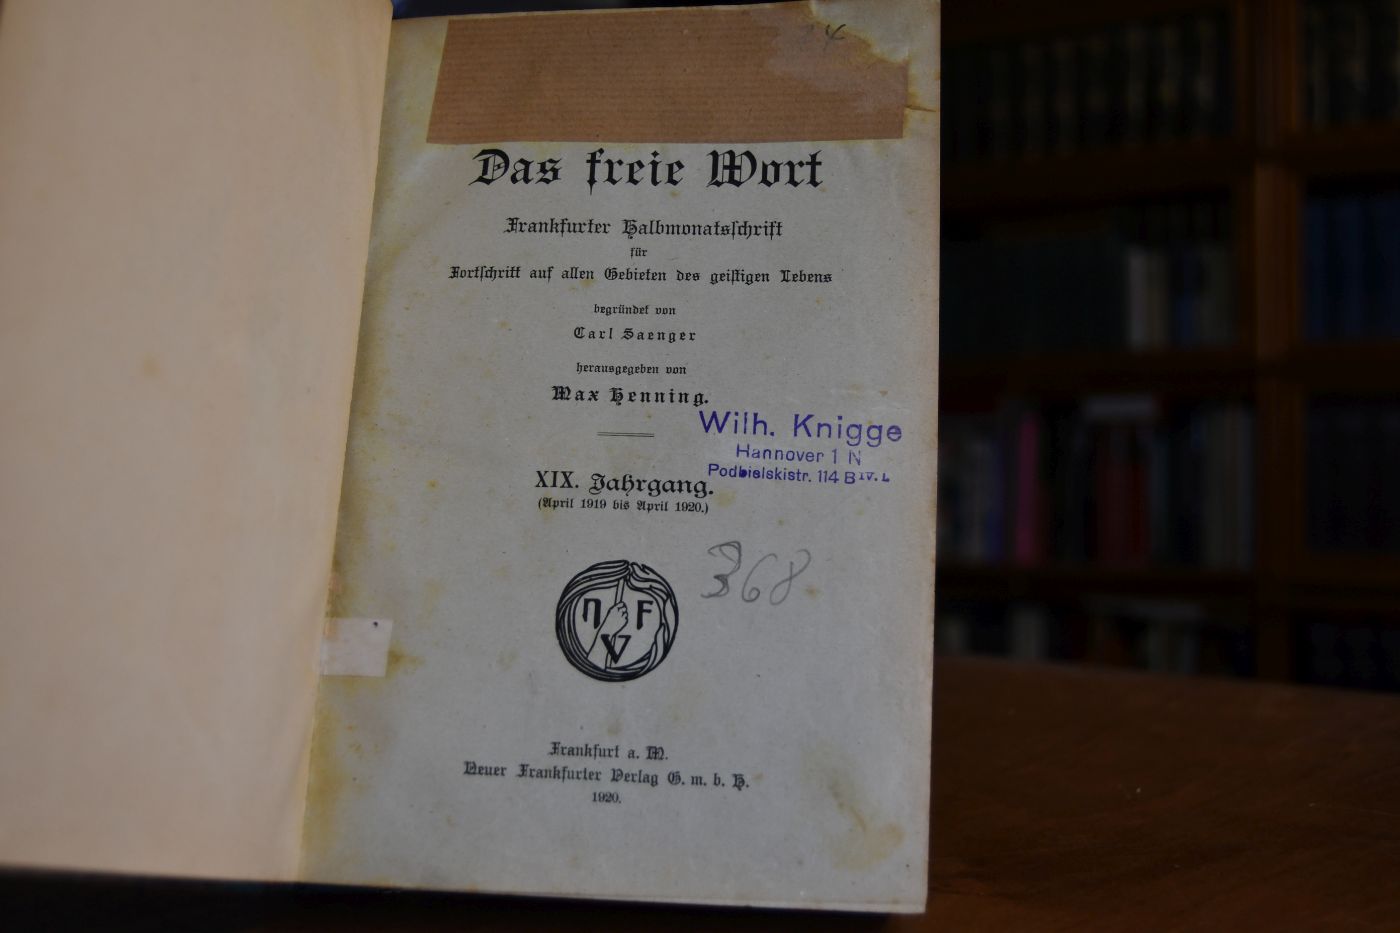 24
Das freie Wort
Frankfurter Halbmonatsschrift
für
Fortschritt auf allen Gebieten des geistigen Lebens
begründet von
Carl Saenger
herausgegeben von
Max Henning.
Wilh. Knigge
Hannover 1 N
Podbielskistr. 114 B IV. L
XIX. Jahrgang.
(April 1919 bis April 1920.)
368
N F
V
Frankfurt a. M.
Neuer Frankfurter Verlag G. m. b. H.
1920.